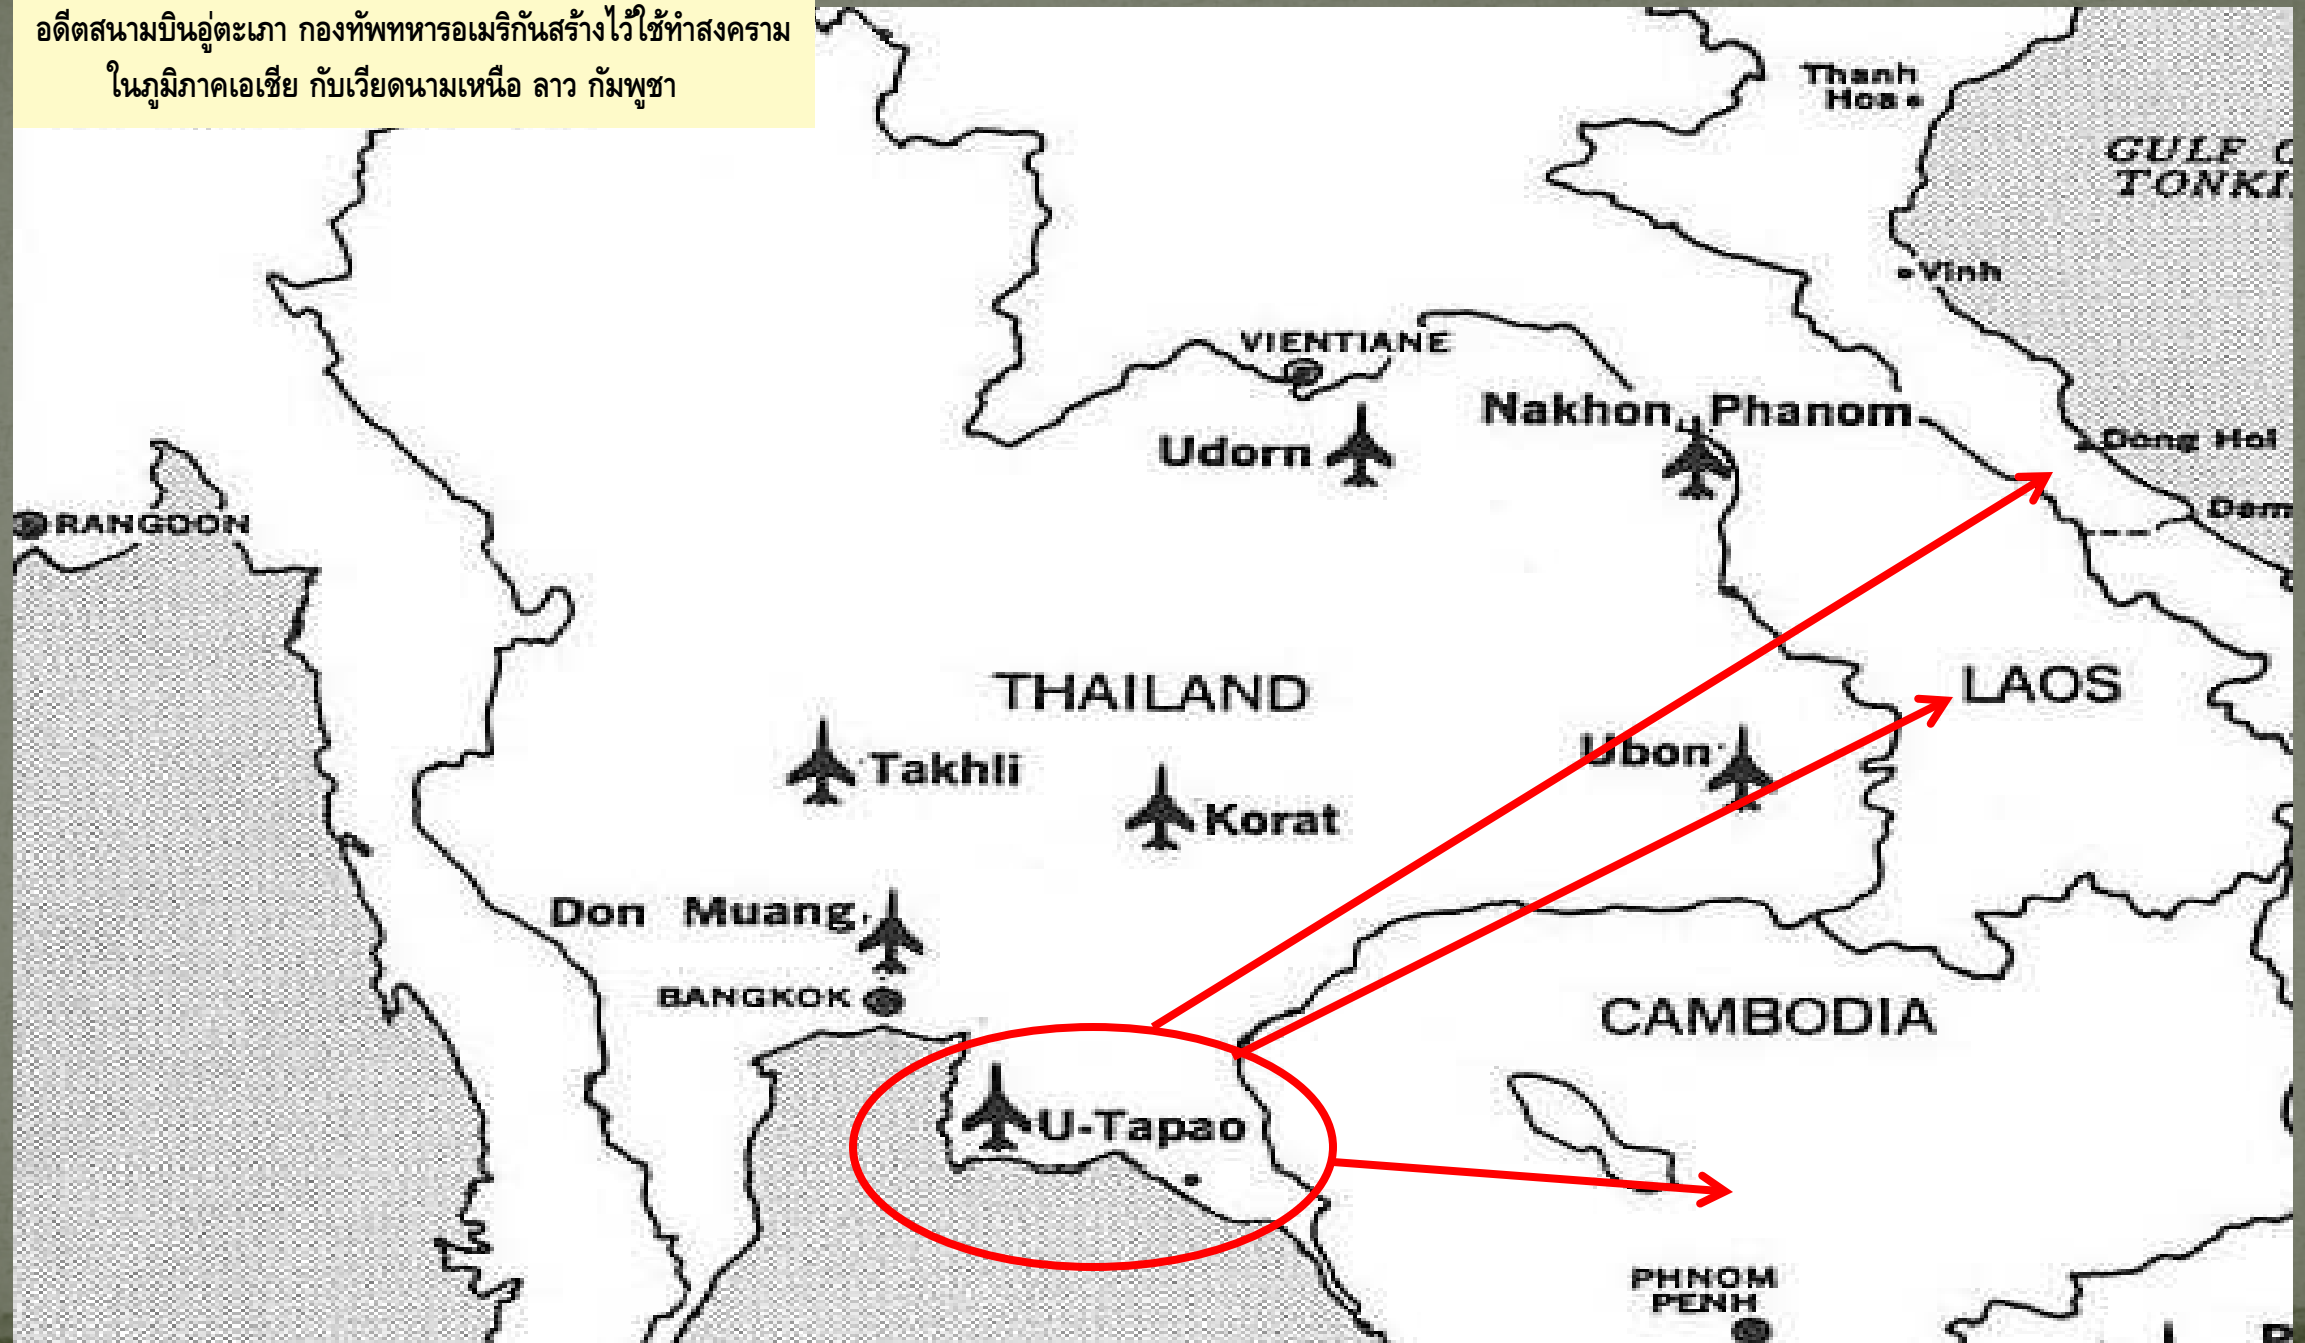 อดีตสนามบินอู่ตะเภา กองทัพทหารอเมริกันสร้างไว้ใช้ทำสงคราม
ในภูมิภาคเอเชีย กับเวียดนามเหนือ ลาว กัมพูชา
Thanh
Hoa
GULF
TONKI
Vinh
VIENTIANE
Nakhon Phanom
Udorn
Dong Hoi
Dam
RANGOON
THAILAND
LAOS
Ubon
Takhli
Korat
Don Muang
BANGKOK
CAMBODIA
U-Tapao
PHNOM
PENH